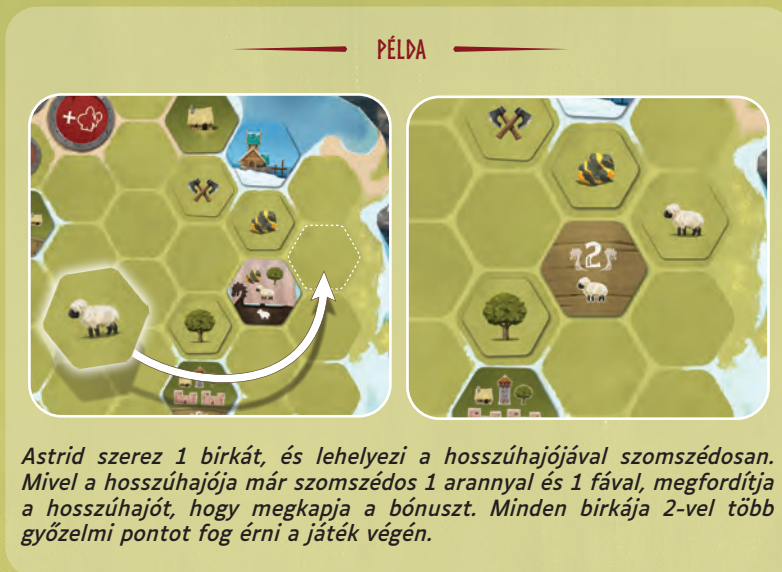 PÉLDA
+
2
Astrid szerez 1 birkát, és lehelyezi a hosszúhajójával szomszédosan.
Mivel a hosszúhajója már szomszédos 1 arannyal és 1 fával, megfordítja
a hosszúhajót, hogy megkapja a bónuszt. Minden birkája 2-vel több
győzelmi pontot fog érni a játék végén.